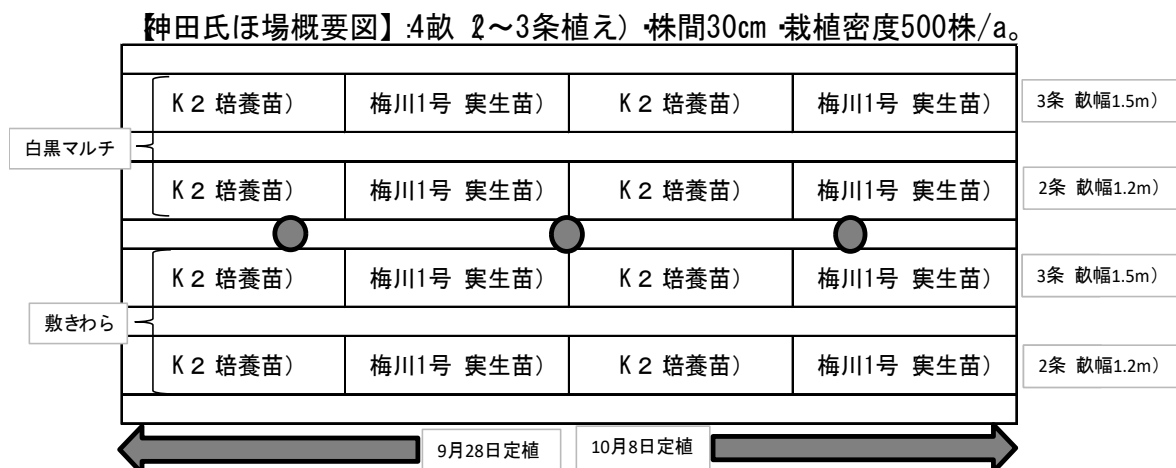 【神田氏ほ場概要図】:4畝 2～3条植え)・株間30cm・栽植密度500株/a。
K2 培養苗) 梅川1号 実生苗) K2 培養苗) 梅川1号 実生苗) 3条 畝幅1.5m)
白黒マルチ
K2 培養苗) 梅川1号 実生苗) K2 培養苗) 梅川1号 実生苗) 2条 畝幅1.2m)
K2 培養苗) 梅川1号 実生苗) K2 培養苗) 梅川1号 実生苗) 3条 畝幅1.5m)
敷きわら
K2 培養苗) 梅川1号 実生苗) K2 培養苗) 梅川1号 実生苗) 2条 畝幅1.2m)
9月28日定植 10月8日定植